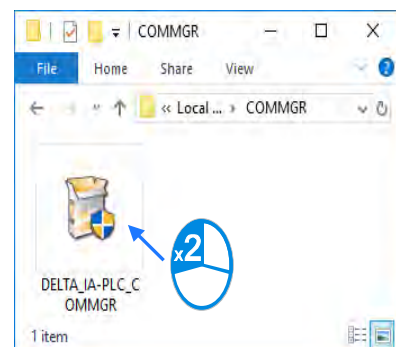 COMMGR
File Home Share View
« Local ... › COMMGR
x2
DELTA_IA-PLC_C
OMMGR
1 item